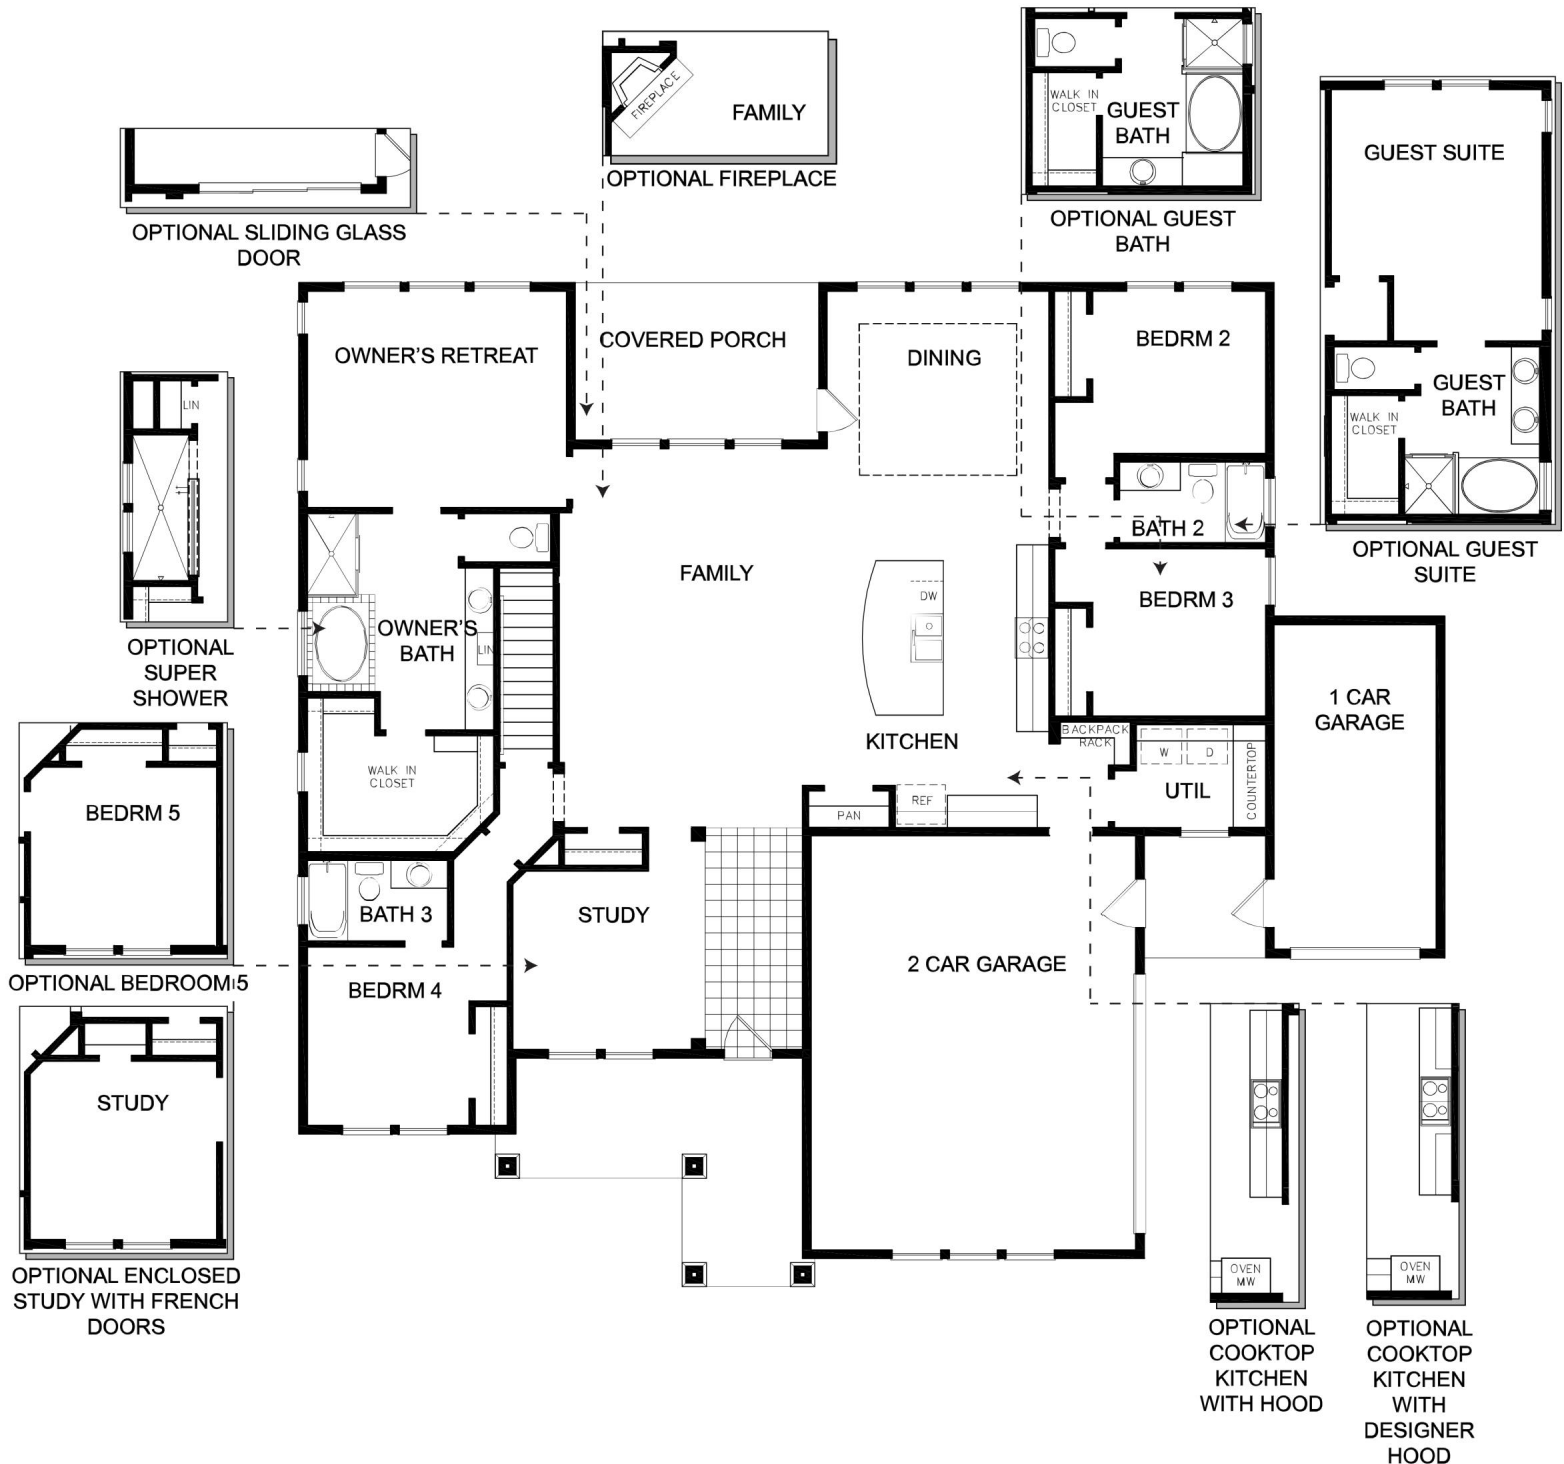 FIREPLACE
FAMILY
OPTIONAL FIREPLACE
WALK IN
CLOSET
GUEST
BATH
OPTIONAL GUEST
BATH
GUEST SUITE
GUEST
BATH
WALK IN
CLOSET
OPTIONAL GUEST
SUITE
OPTIONAL SLIDING GLASS
DOOR
OWNER'S RETREAT
COVERED PORCH
DINING
BEDRM 2
LIN
OPTIONAL
SUPER
SHOWER
BATH 2
FAMILY
DW
BEDRM 3
OWNER'S
BATH
LIN
1 CAR
GARAGE
KITCHEN
BACKPACK
RACK
W
D
COUNTERTOP
UTIL
WALK IN
CLOSET
REF
PAN
BEDRM 5
OPTIONAL BEDROOM 5
BATH 3
STUDY
2 CAR GARAGE
BEDRM 4
STUDY
OPTIONAL ENCLOSED
STUDY WITH FRENCH
DOORS
OVEN
MW
OPTIONAL
COOKTOP
KITCHEN
WITH HOOD
OVEN
MW
OPTIONAL
COOKTOP
KITCHEN
WITH
DESIGNER
HOOD